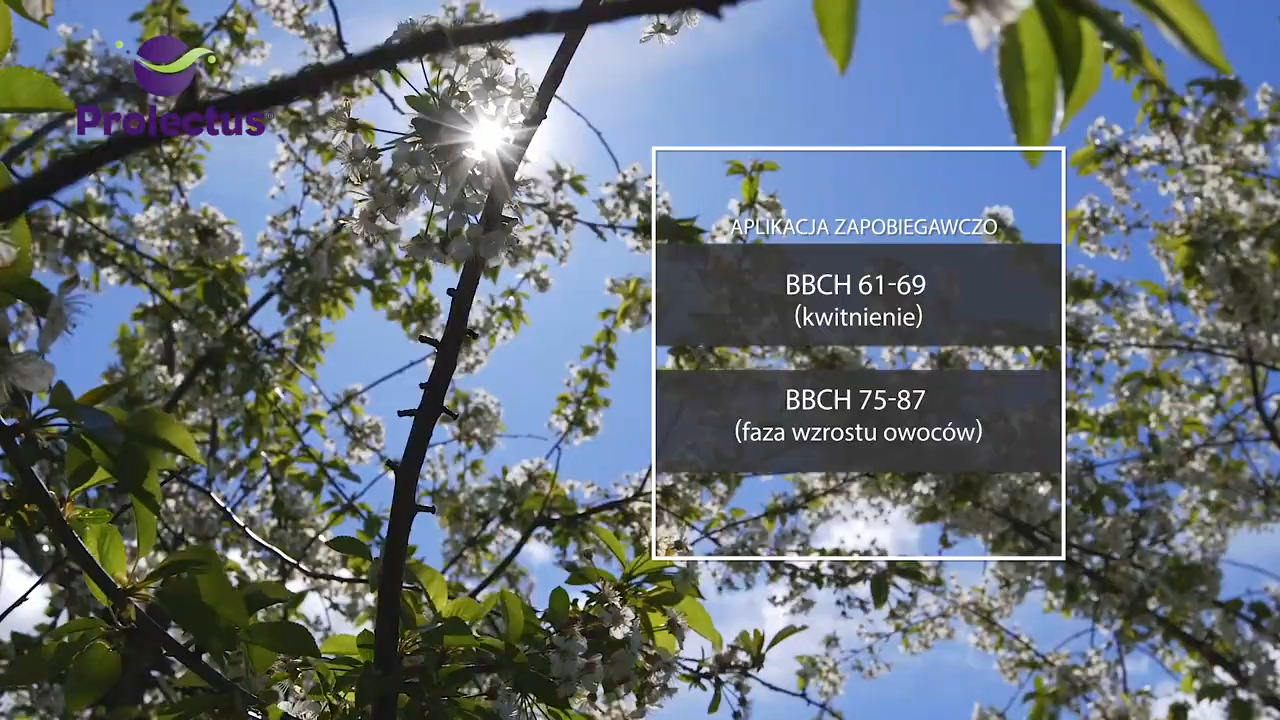 Prolectus
APLIKACJA ZAPOBIEGAWCZO
BBCH 61-69
(kwitnienie)
BBCH 75-87
(faza wzrostu owoców)